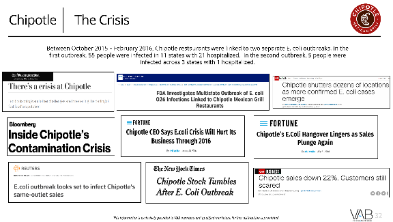 Chipotle | The Crisis
CHIPOTLE
Between October 2015 - February 2016, Chipotle restaurants were linked to two separate E. coli outbreaks. In the
first outbreak, 55 people were infected in 11 states with 21 hospitalized. In the second outbreak, 5 people were
infected across 3 states with 1 hospitalized.
There's a crisis at Chipotle
FDA Investigates Multistate Outbreak of E. coli
O26 Infections Linked to Chipotle Mexican Grill
Restaurants
Chipotle shutters dozens of locations
as more confirmed E. coli cases
emerge
Bloomberg
Inside Chipotle's
Contamination Crisis
FORTUNE
Chipotle CEO Says E.coli Crisis Will Hurt Its
Business Through 2016
FORTUNE
Chipotle's E.coli Hangover Lingers as Sales
Plunge Again
REUTERS
E.coli outbreak looks set to infect Chipotle's
same-outlet sales
The New York Times
Chipotle Stock Tumbles
After E. Coli Outbreak
Chipotle sales down 22%. Customers still
scared
VAB